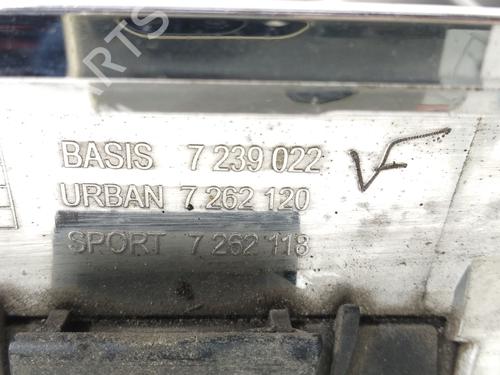 BASIS 7 239 022
URBAN 7 262 120
SPORT 7 262 118